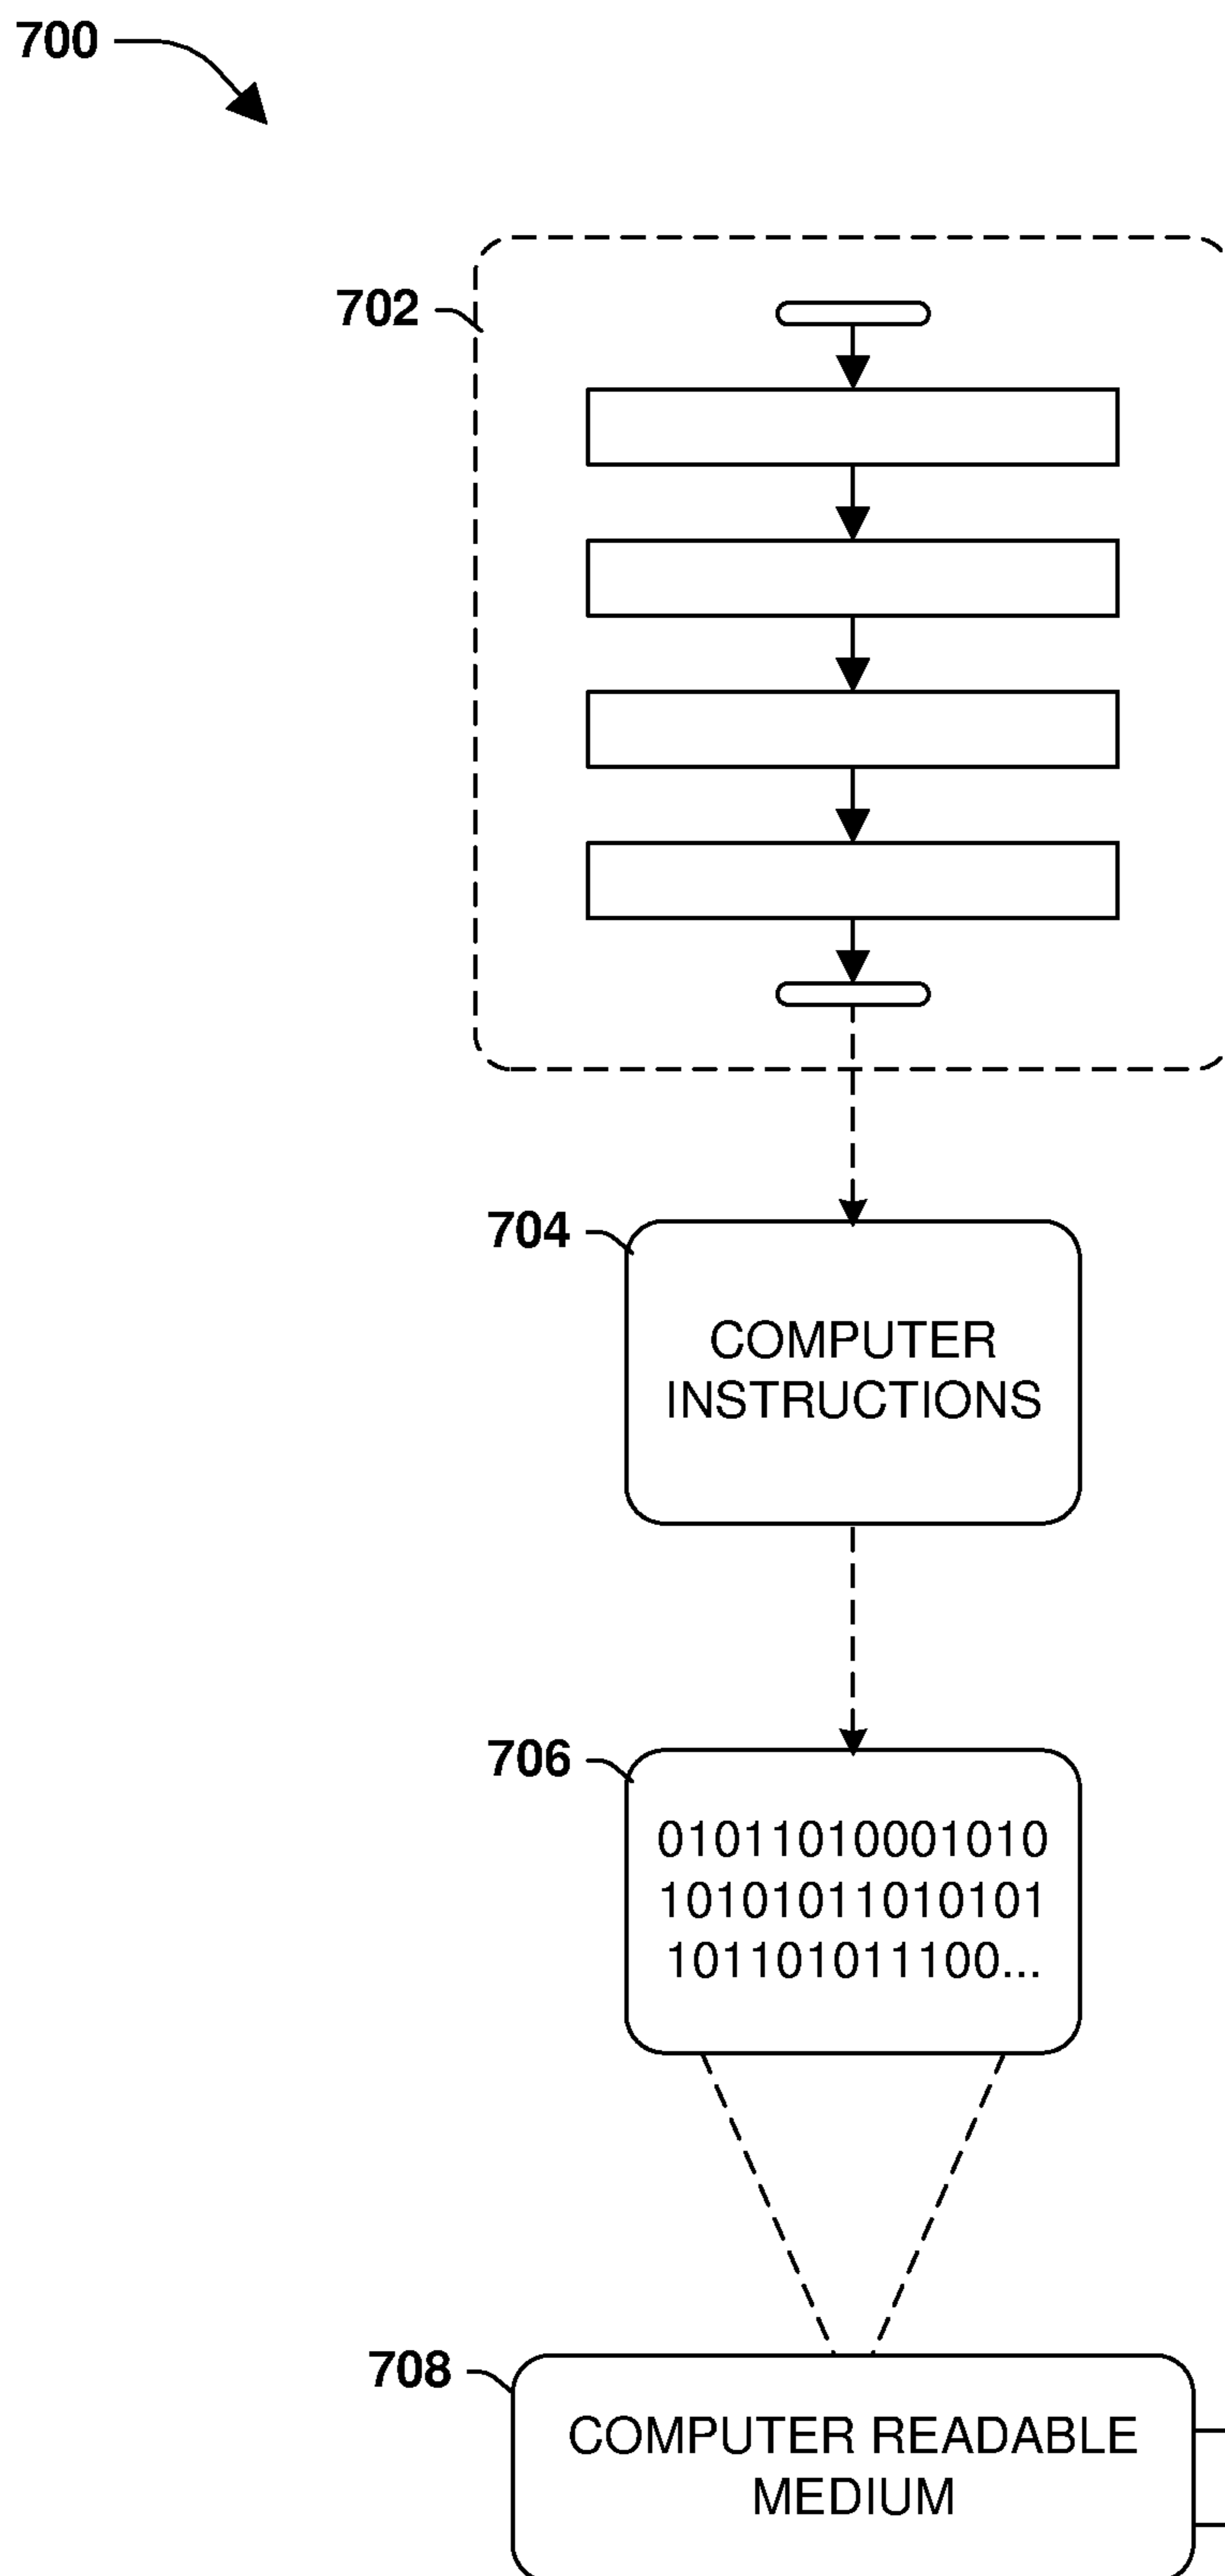 700
702
704
COMPUTER
INSTRUCTIONS
706
01011010001010
10101011010101
101101011100...
708
COMPUTER READABLE
MEDIUM